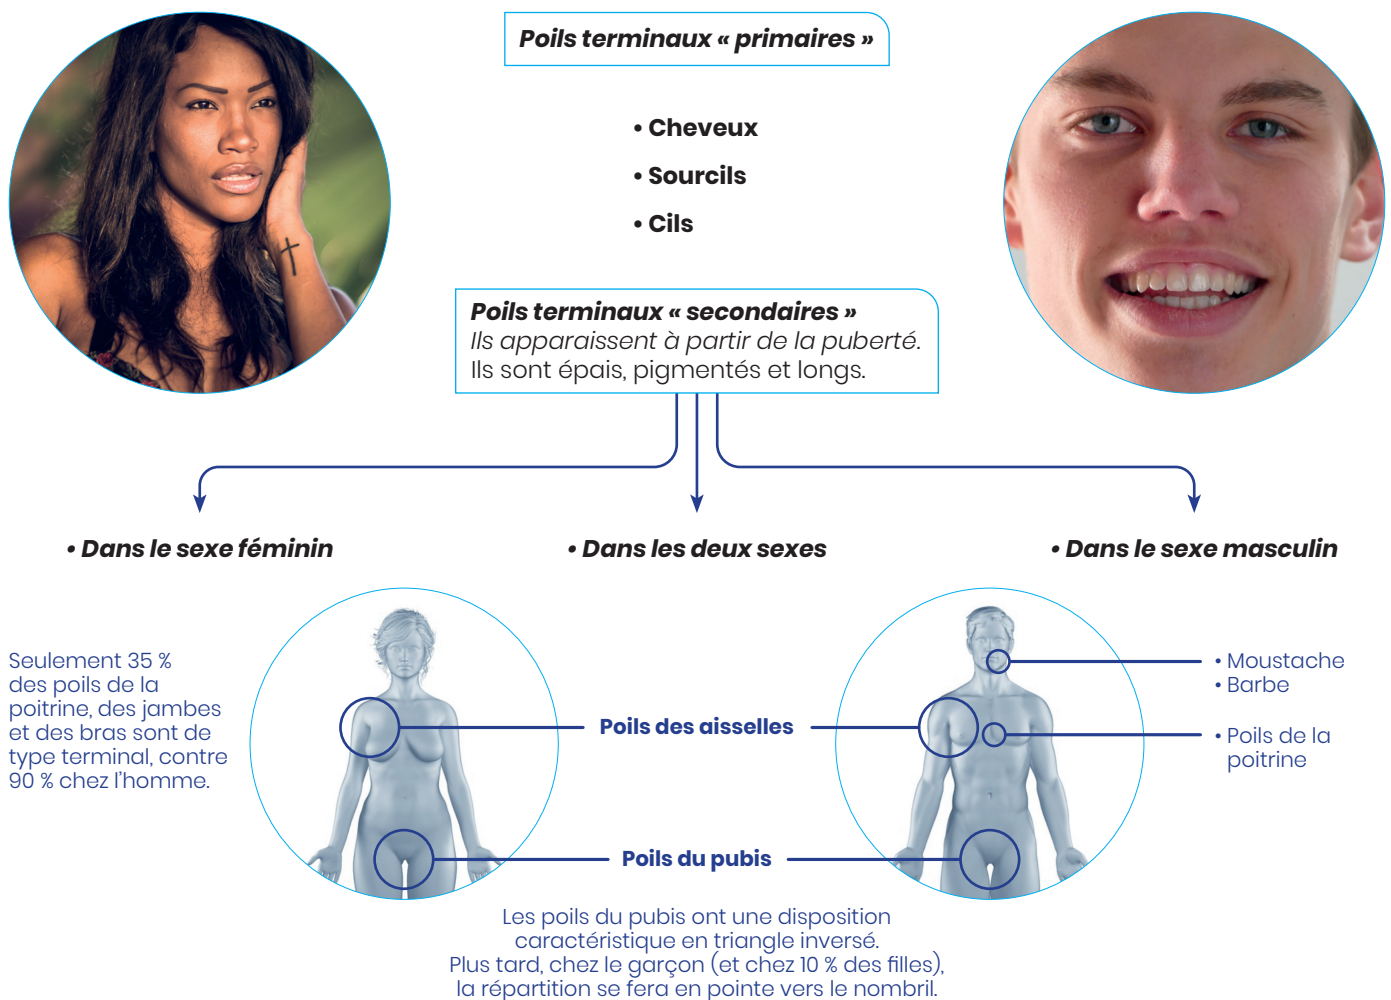 Poils terminaux « primaires »
• Cheveux
• Sourcils
• Cils
Poils terminaux « secondaires »
Ils apparaissent à partir de la puberté.
Ils sont épais, pigmentés et longs.
• Dans le sexe féminin
• Dans les deux sexes
• Dans le sexe masculin
Seulement 35 %
des poils de la
poitrine, des jambes
et des bras sont de
type terminal, contre
90 % chez l'homme.
Poils des aisselles
Poils du pubis
• Moustache
• Barbe
• Poils de la
poitrine
Les poils du pubis ont une disposition
caractéristique en triangle inversé.
Plus tard, chez le garçon (et chez 10 % des filles),
la répartition se fera en pointe vers le nombril.